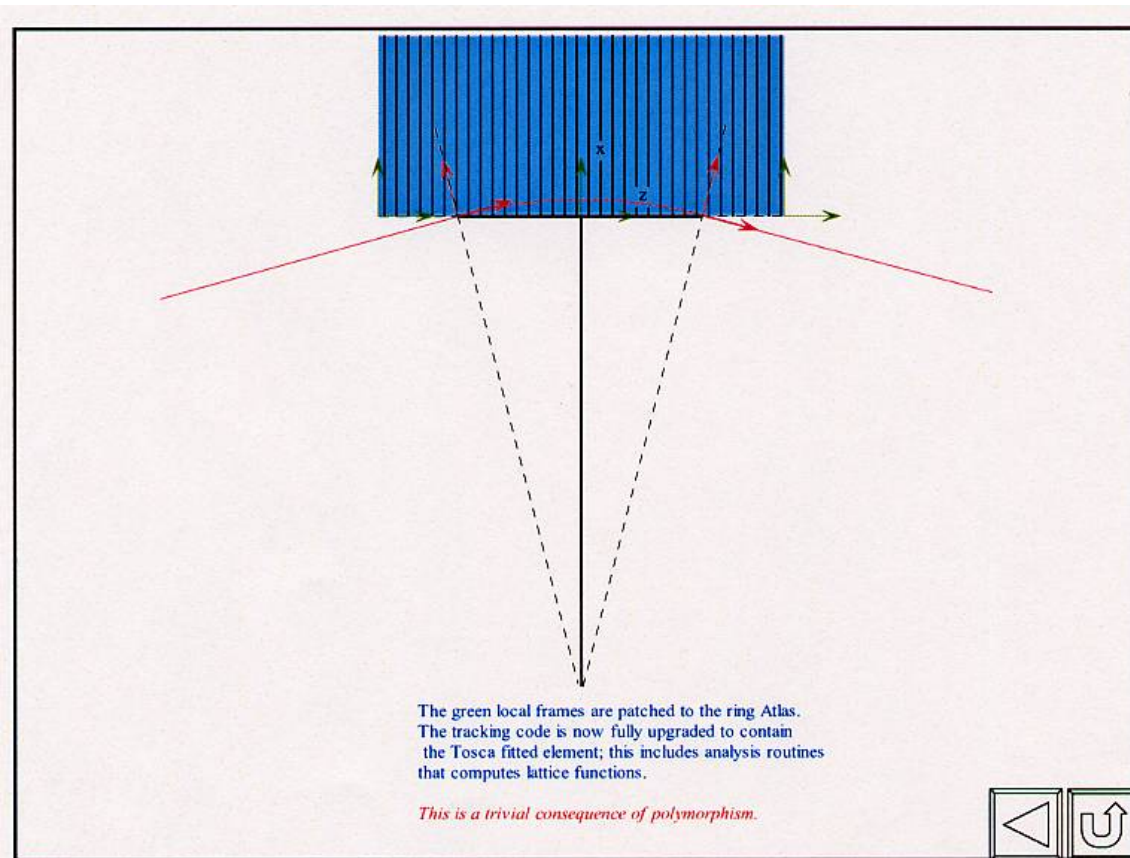 x
z
The green local frames are patched to the ring Atlas.
The tracking code is now fully upgraded to contain
the Tosca fitted element; this includes analysis routines
that computes lattice functions.
This is a trivial consequence of polymorphism.